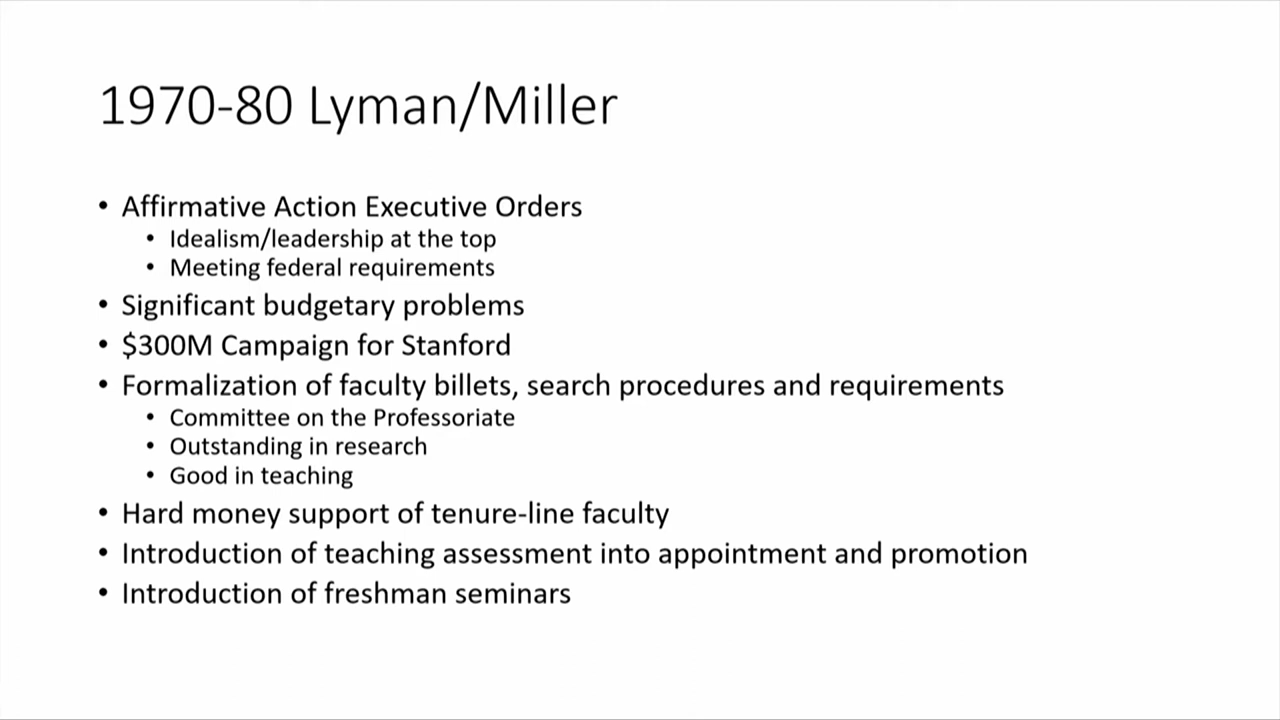 1970-80 Lyman/Miller
• Affirmative Action Executive Orders
• Idealism/leadership at the top
• Meeting federal requirements
• Significant budgetary problems
• $300M Campaign for Stanford
• Formalization of faculty billets, search procedures and requirements
• Committee on the Professoriate
• Outstanding in research
• Good in teaching
• Hard money support of tenure-line faculty
• Introduction of teaching assessment into appointment and promotion
• Introduction of freshman seminars